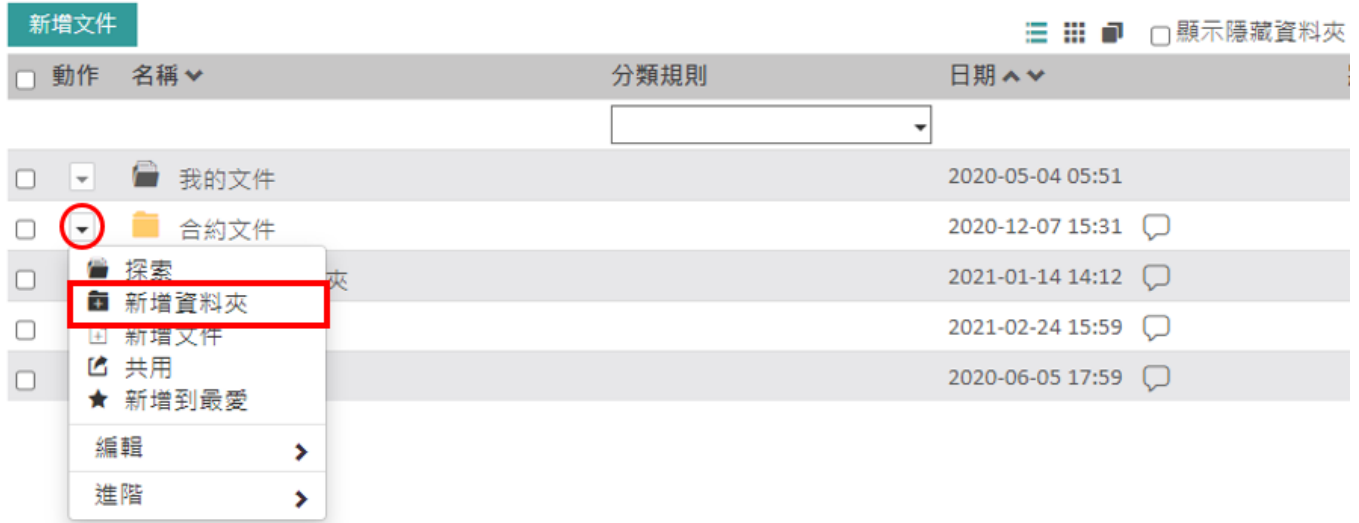 新增文件
顯示隱藏資料夾
動作 名稱 分類規則 日期
我的文件 2020-05-04 05:51
合約文件 2020-12-07 15:31
探索
夾 2021-01-14 14:12
新增資料夾
新增文件 2021-02-24 15:59
共用
2020-06-05 17:59
新增到最愛
編輯
進階